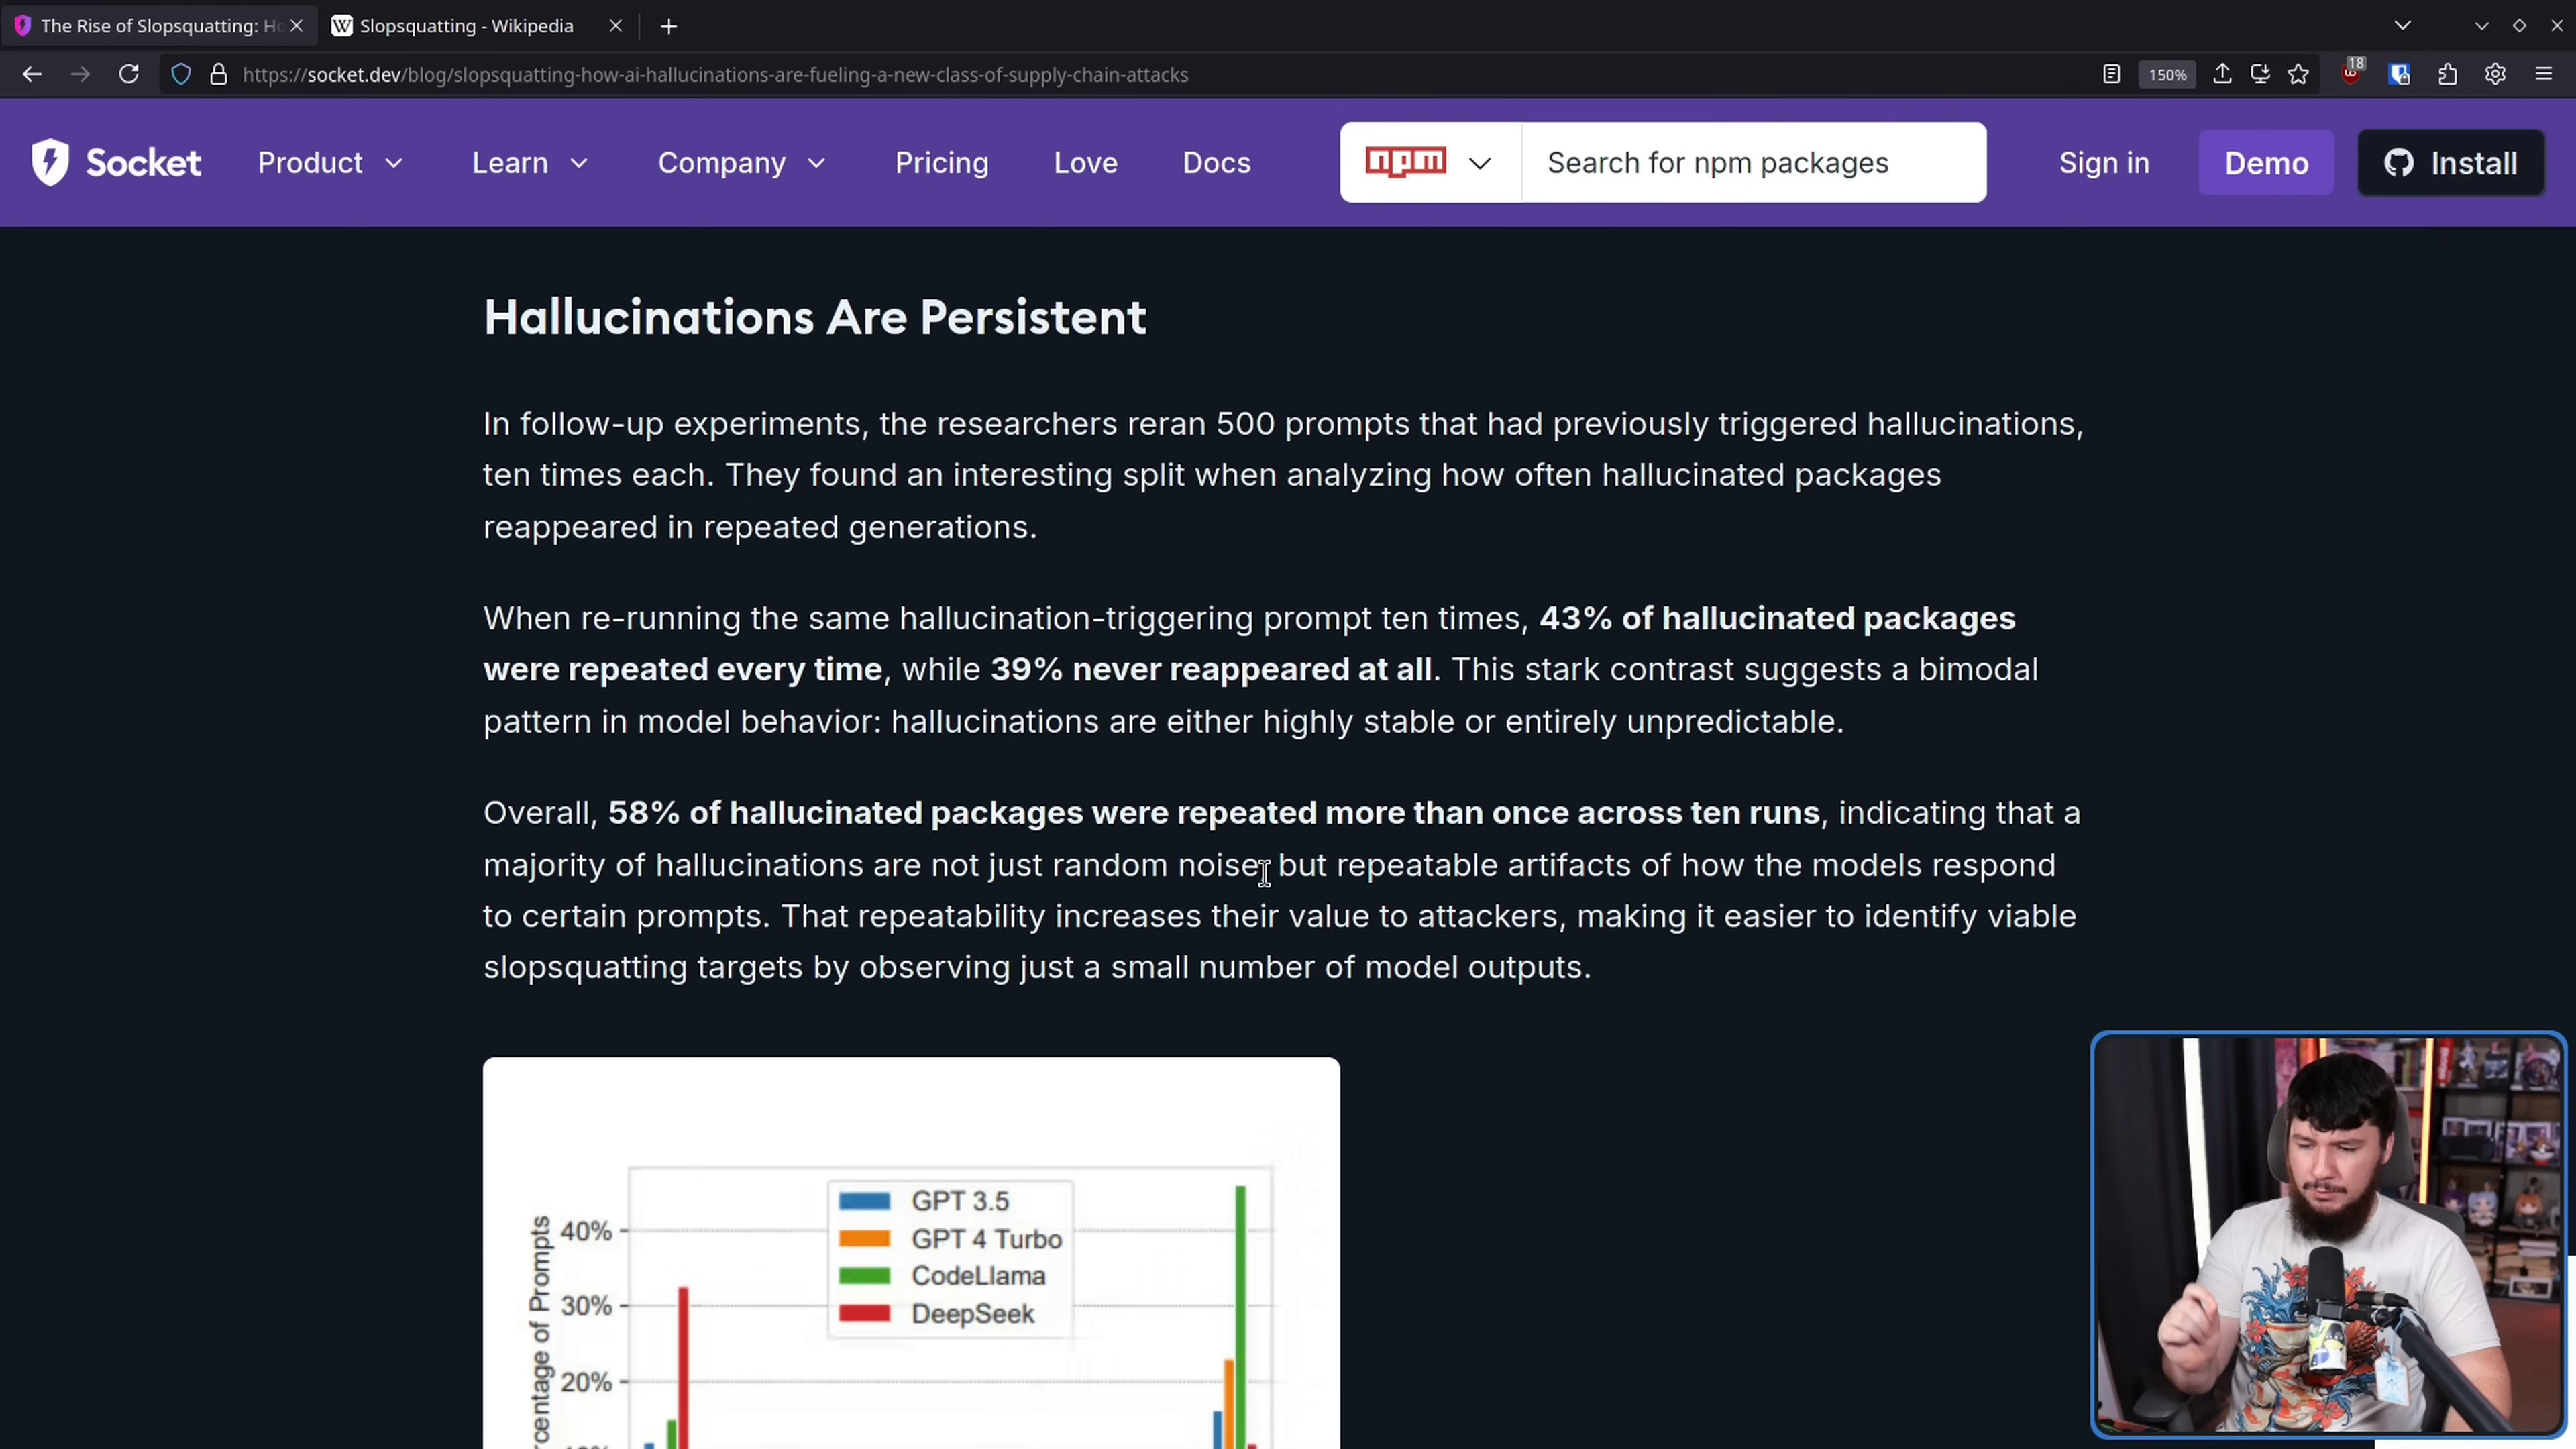 The Rise of Slopsquatting: Ho
Slopsquatting - Wikipedia
https://socket.dev/blog/slopsquatting-how-ai-hallucinations-are-fueling-a-new-class-of-supply-chain-attacks
150%
18
Socket
Product
Learn
Company
Pricing
Love
Docs
npm
Search for npm packages
Sign in
Demo
Install
Hallucinations Are Persistent
In follow-up experiments, the researchers reran 500 prompts that had previously triggered hallucinations,
ten times each. They found an interesting split when analyzing how often hallucinated packages
reappeared in repeated generations.
When re-running the same hallucination-triggering prompt ten times, 43% of hallucinated packages
were repeated every time, while 39% never reappeared at all. This stark contrast suggests a bimodal
pattern in model behavior: hallucinations are either highly stable or entirely unpredictable.
Overall, 58% of hallucinated packages were repeated more than once across ten runs, indicating that a
majority of hallucinations are not just random noise, but repeatable artifacts of how the models respond
to certain prompts. That repeatability increases their value to attackers, making it easier to identify viable
slopsquatting targets by observing just a small number of model outputs.
GPT 3.5
GPT 4 Turbo
CodeLlama
DeepSeek
40%
30%
20%
rcentage of Prompts